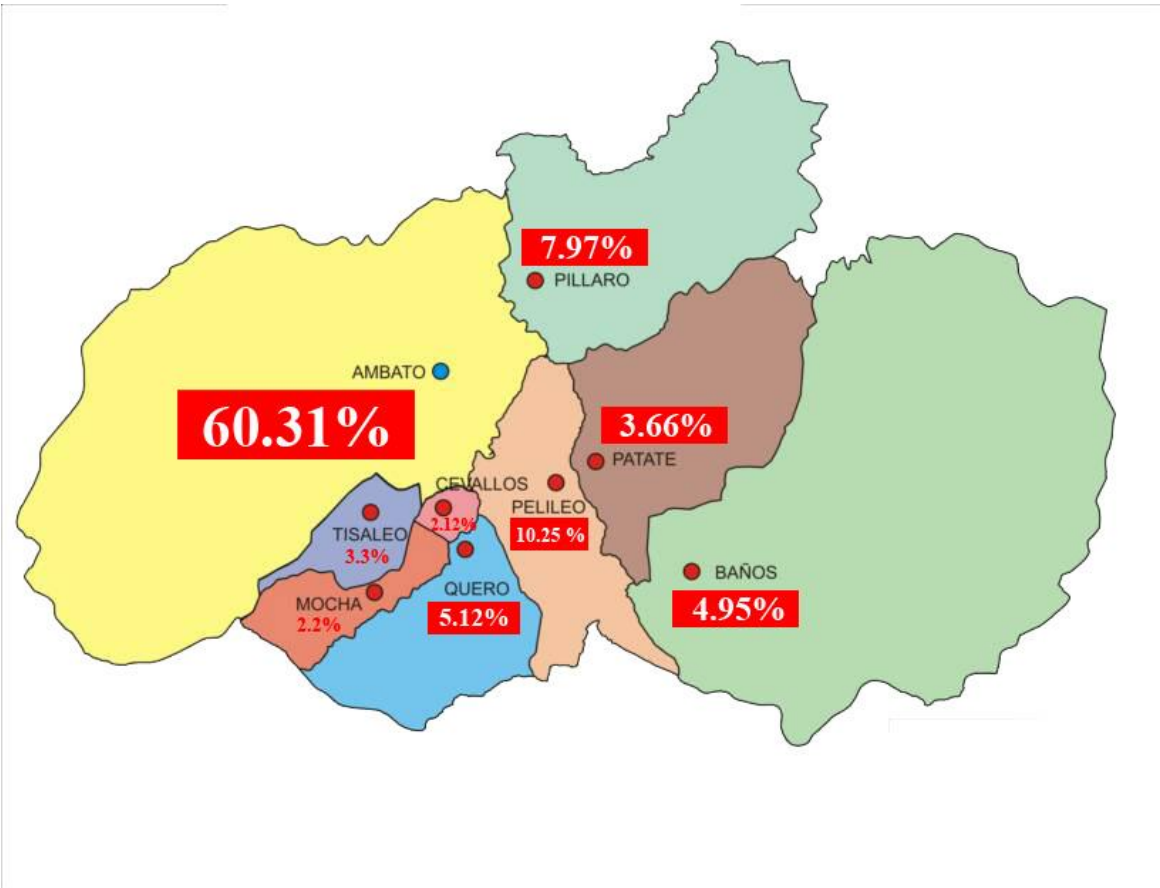 7.97%
PILLARO
AMBATO
60.31%
3.66%
PATATE
CEVALLOS
2.12%
PELILEO
10.25 %
TISALEO
3.3%
BAÑOS
4.95%
QUERO
5.12%
MOCHA
2.2%